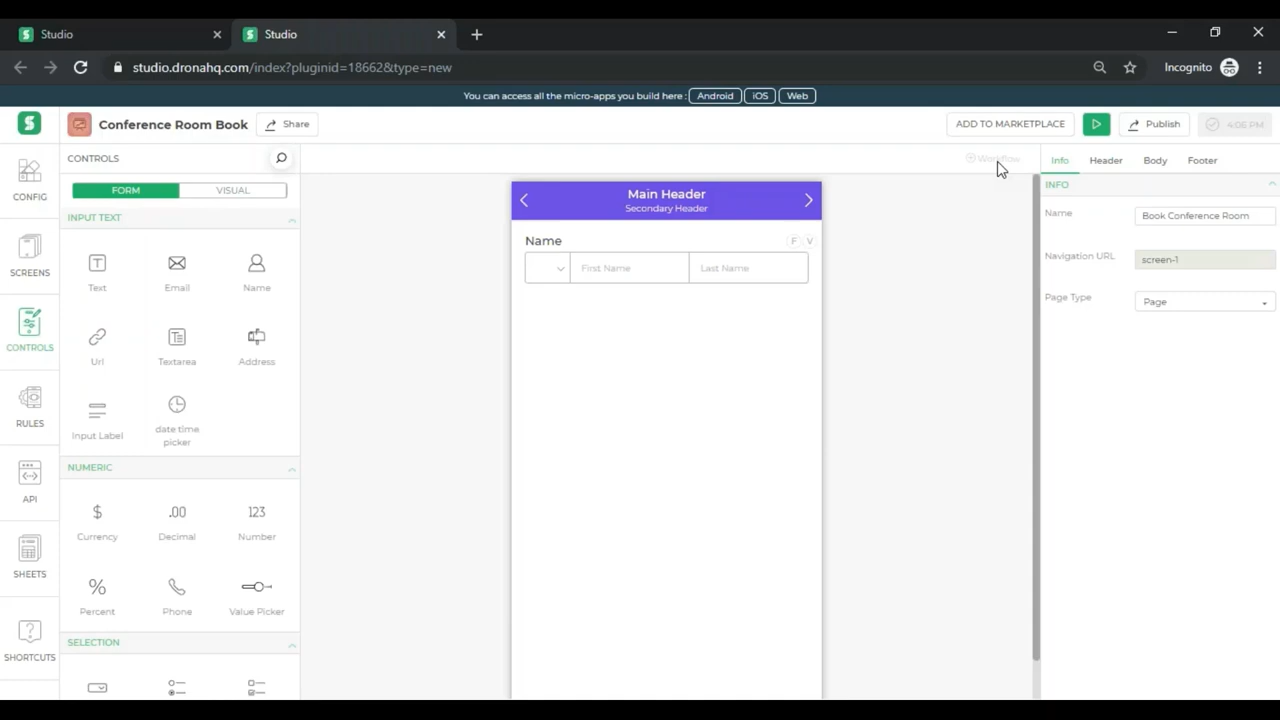 Studio
Studio
studio.dronahq.com/index?pluginid=18662&type=new
Incognito
You can access all the micro-apps you build here :
Android
iOS
Web
Conference Room Book
Share
ADD TO MARKETPLACE
Publish
4:06 PM
CONFIG
SCREENS
CONTROLS
RULES
API
SHEETS
SHORTCUTS
CONTROLS
FORM
VISUAL
INPUT TEXT
Text
Email
Name
Url
Textarea
Address
Input Label
date time
picker
NUMERIC
$
.00
123
Currency
Decimal
Number
%
Percent
Phone
Value Picker
SELECTION
Workflow
Main Header
Secondary Header
Name
F V
First Name
Last Name
Info
Header
Body
Footer
INFO
Name
Book Conference Room
Navigation URL
screen-1
Page Type
Page